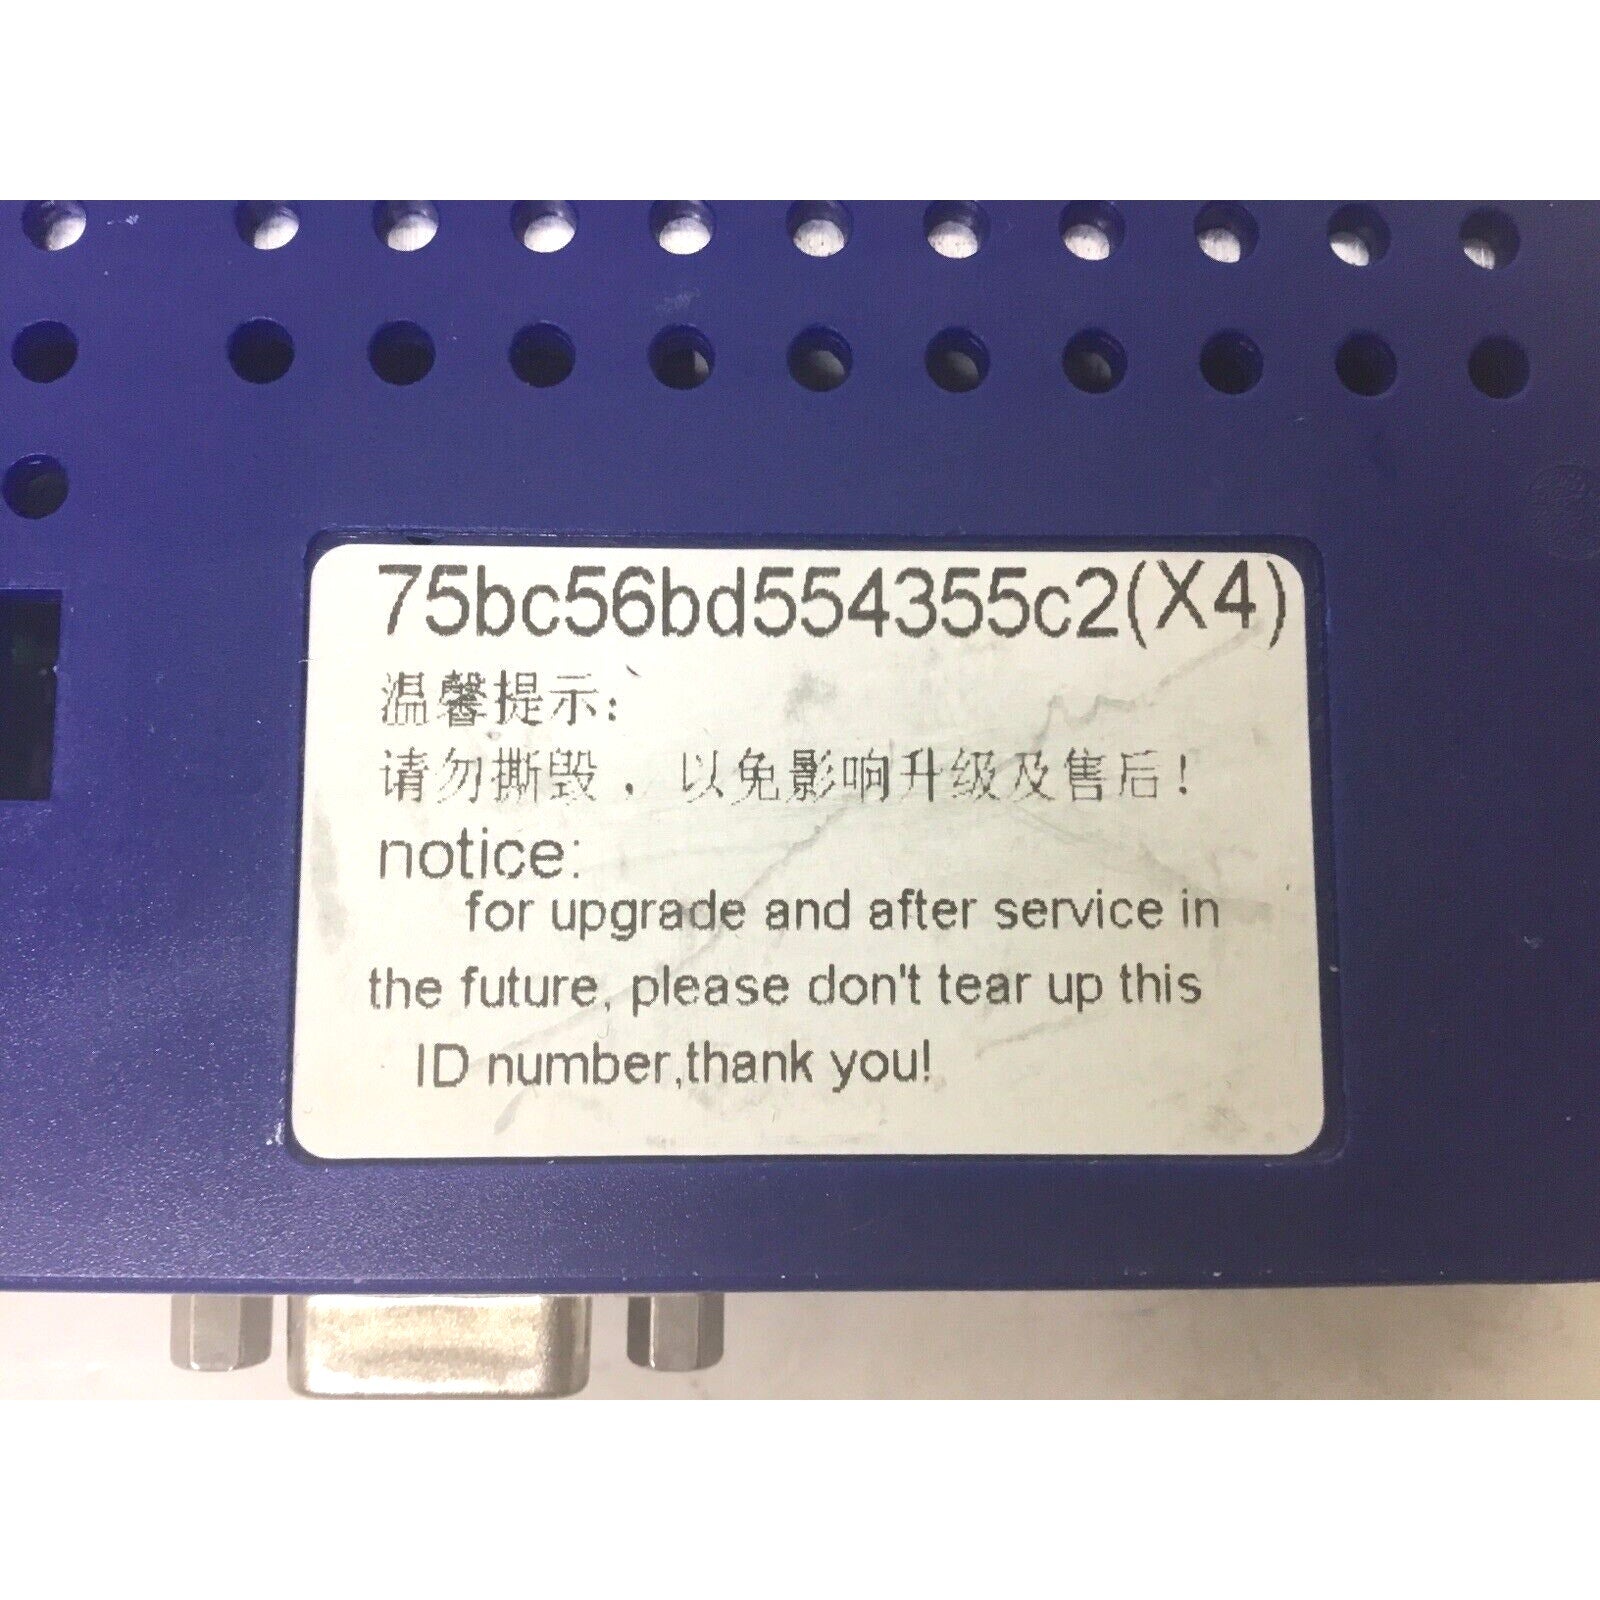 75bc56bd554355c2(X4)
温馨提示:
请勿撕毁，以免影响升级及售后！
notice:
for upgrade and after service in
the future, please don't tear up this
ID number,thank you!